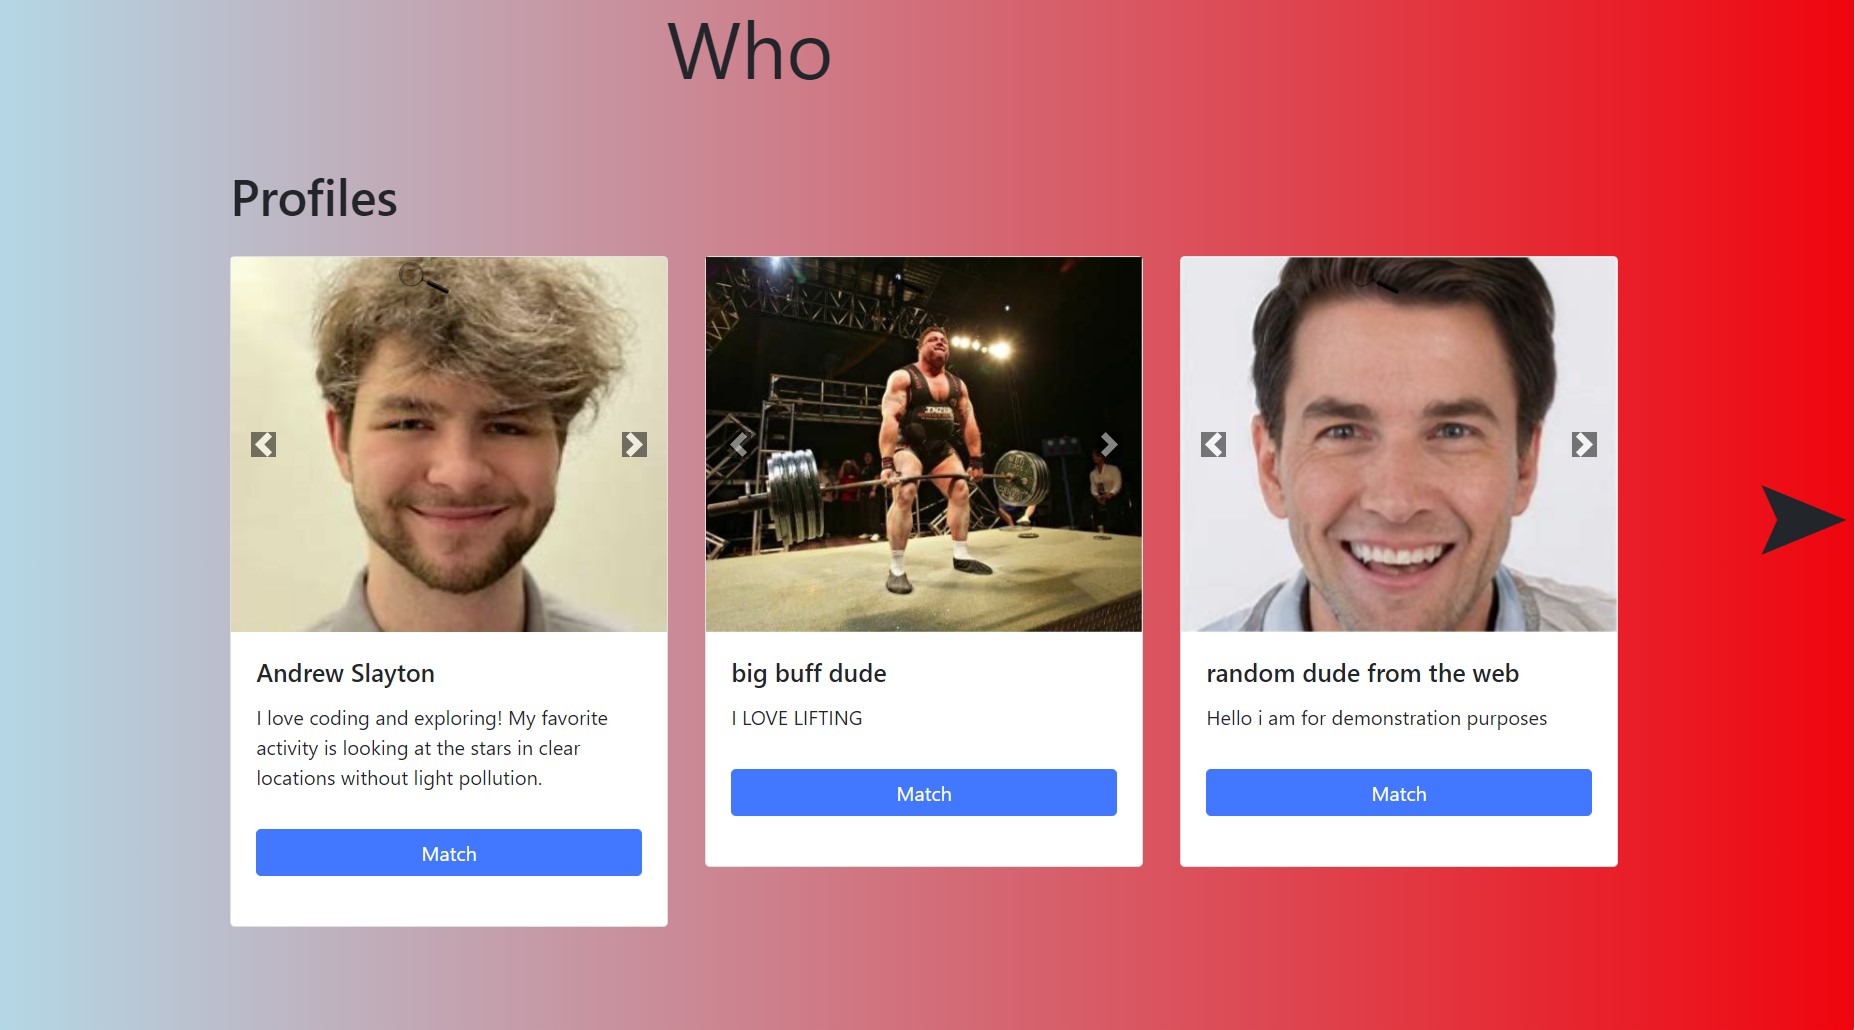 Who
Profiles
INZER
Andrew Slayton
I love coding and exploring! My favorite
activity is looking at the stars in clear
locations without light pollution.
Match
big buff dude
I LOVE LIFTING
Match
random dude from the web
Hello i am for demonstration purposes
Match